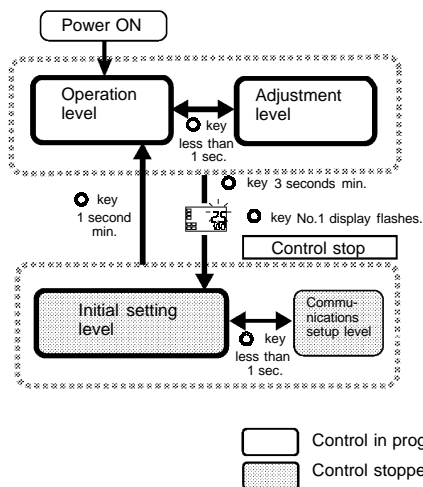 Power ON
Operation
level
Adjustment
level
key
less than
1 sec.
key
1 second
min.
key 3 seconds min.
25
100
key No.1 display flashes.
Control stop
Initial setting
level
key
less than
1 sec.
Commu-
nications
setup level
Control in prog
Control stoppe